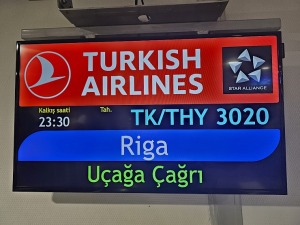 TURKISH
AIRLINES
STAR ALLIANCE
Kalkış saati Tah.
23:30 TK/THY 3020
Riga
Uçağa Çağrı